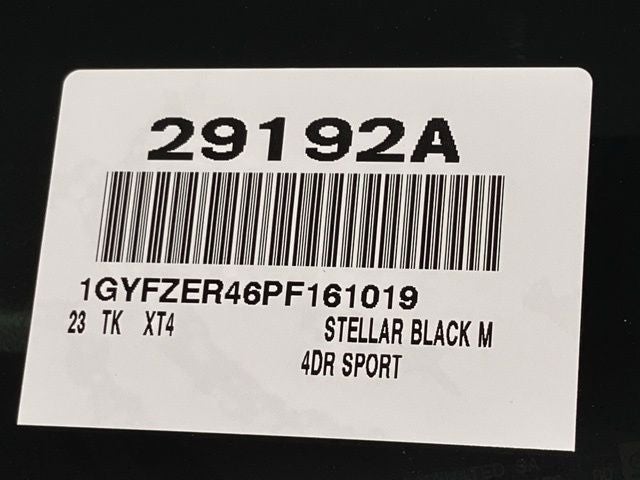 29192A
1GYFZER46PF161019
23 TK XT4 STELLAR BLACK M
4DR SPORT